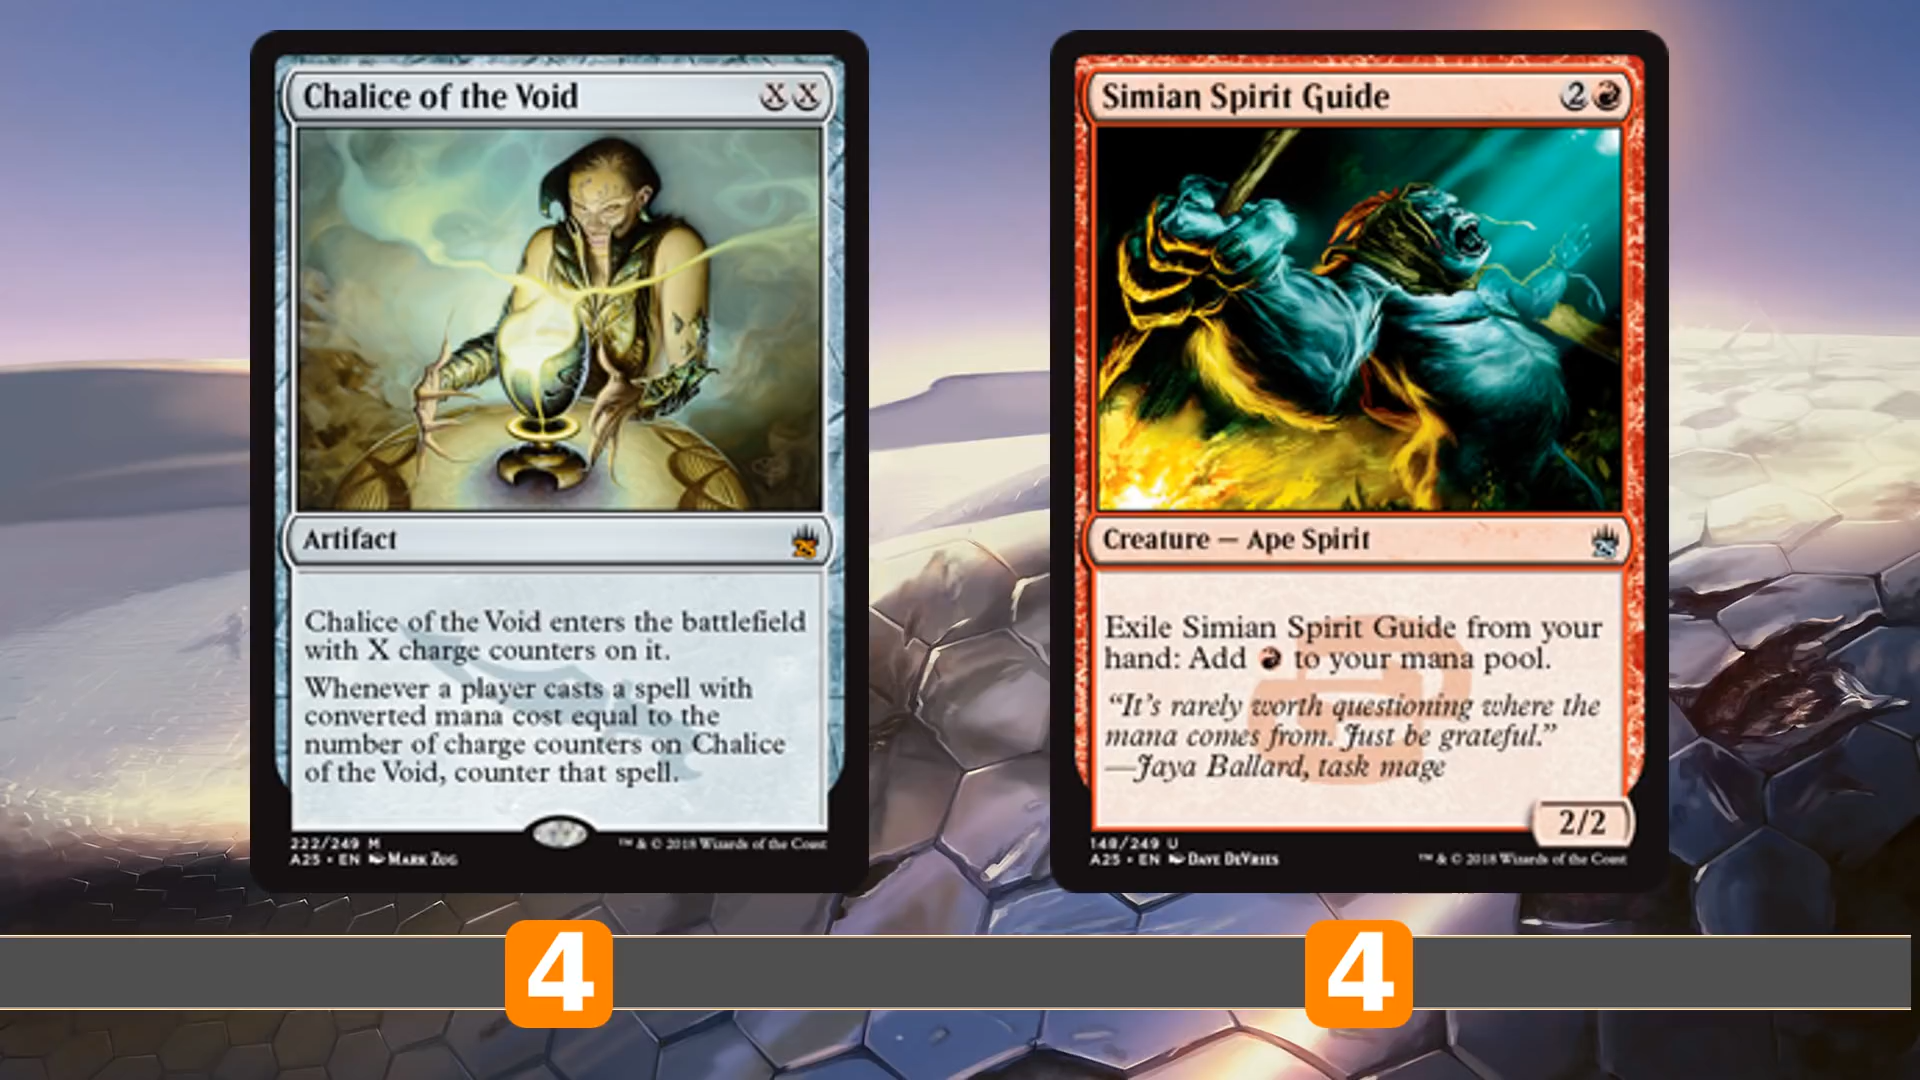 Chalice of the Void XX
Artifact
Chalice of the Void enters the battlefield
with X charge counters on it.
Whenever a player casts a spell with
converted mana cost equal to the
number of charge counters on Chalice
of the Void, counter that spell.
222/249 M
A25 • EN Mark Zug
™ & © 2018 Wizards of the Coast
4
Simian Spirit Guide 2
Creature — Ape Spirit
Exile Simian Spirit Guide from your
hand: Add to your mana pool.
“It’s rarely worth questioning where the
mana comes from. Just be grateful.”
—Jaya Ballard, task mage
2/2
148/249 U
A25 • EN Dave DeVries
™ & © 2018 Wizards of the Coast
4